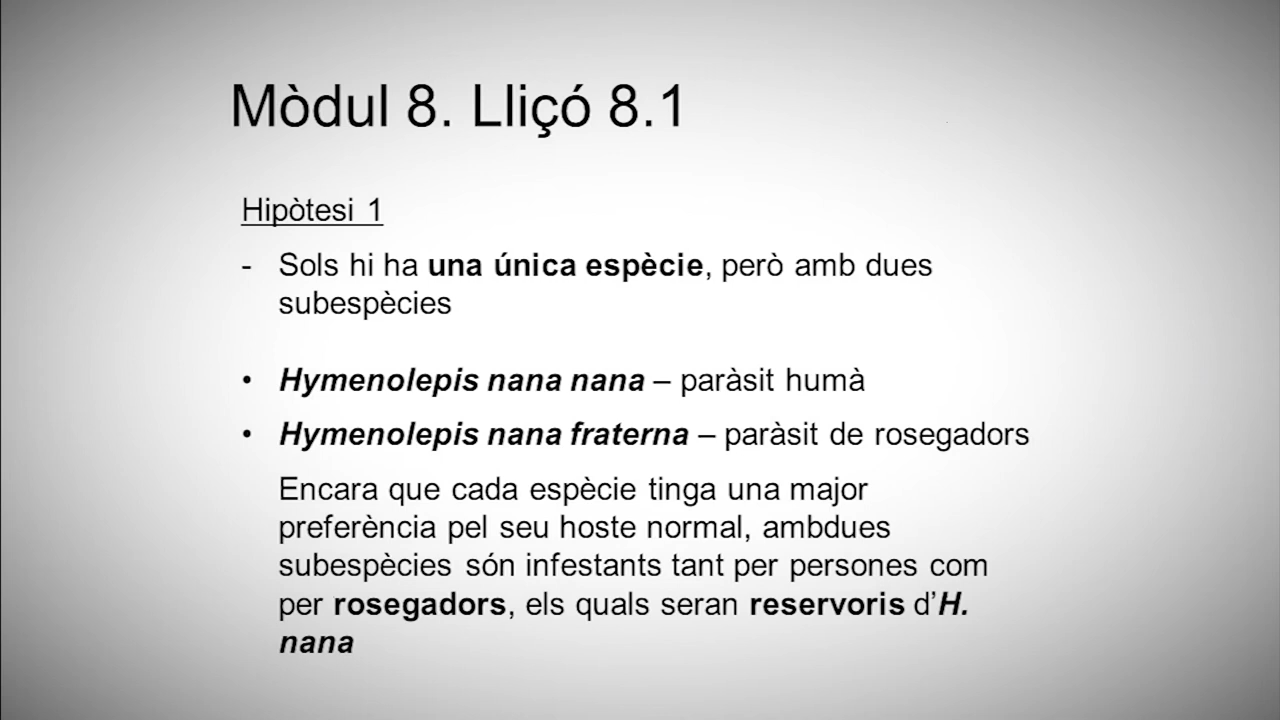 Mòdul 8. Lliçó 8.1
Hipòtesi 1
- Sols hi ha una única espècie, però amb dues
subespècies
• Hymenolepis nana nana – paràsit humà
• Hymenolepis nana fraterna – paràsit de rosegadors
Encara que cada espècie tinga una major
preferència pel seu hoste normal, ambdues
subespècies són infestants tant per persones com
per rosegadors, els quals seran reservoris d’H.
nana